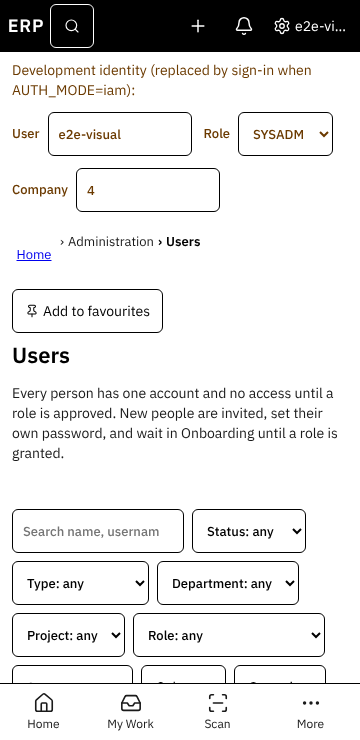 ERP
e2e-vi...
Development identity (replaced by sign-in when
AUTH_MODE=iam):
User
e2e-visual
Role
SYSADM
Company
4
Home › Administration › Users
Add to favourites
Users
Every person has one account and no access until a
role is approved. New people are invited, set their
own password, and wait in Onboarding until a role is
granted.
Search name, usernam
Status: any
Type: any
Department: any
Project: any
Role: any
Home
My Work
Scan
More